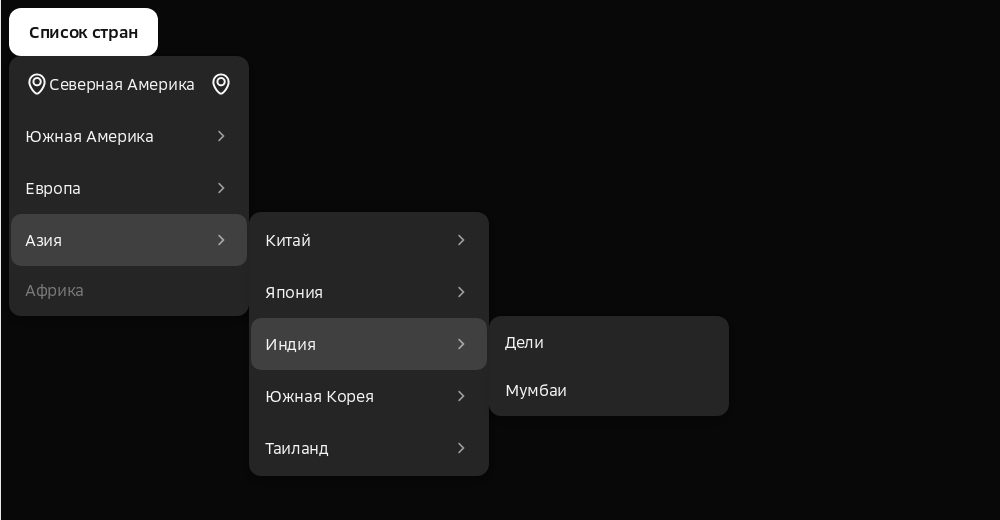 Список стран
Северная Америка
Южная Америка
Европа
Азия
Африка
Китай
Япония
Индия
Южная Корея
Таиланд
Дели
Мумбаи